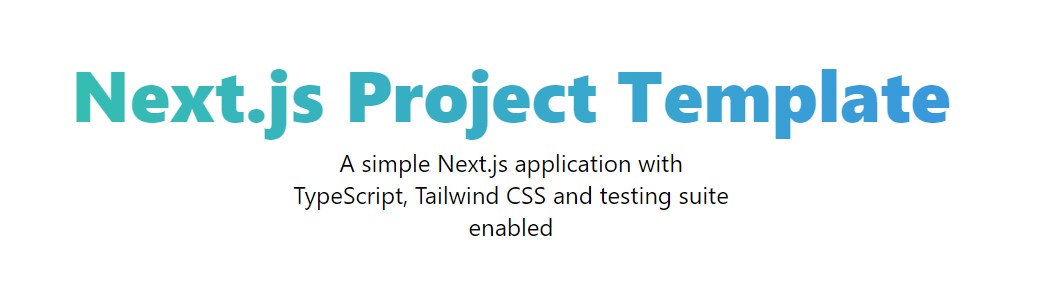 Next.js Project Template
A simple Next.js application with
TypeScript, Tailwind CSS and testing suite
enabled